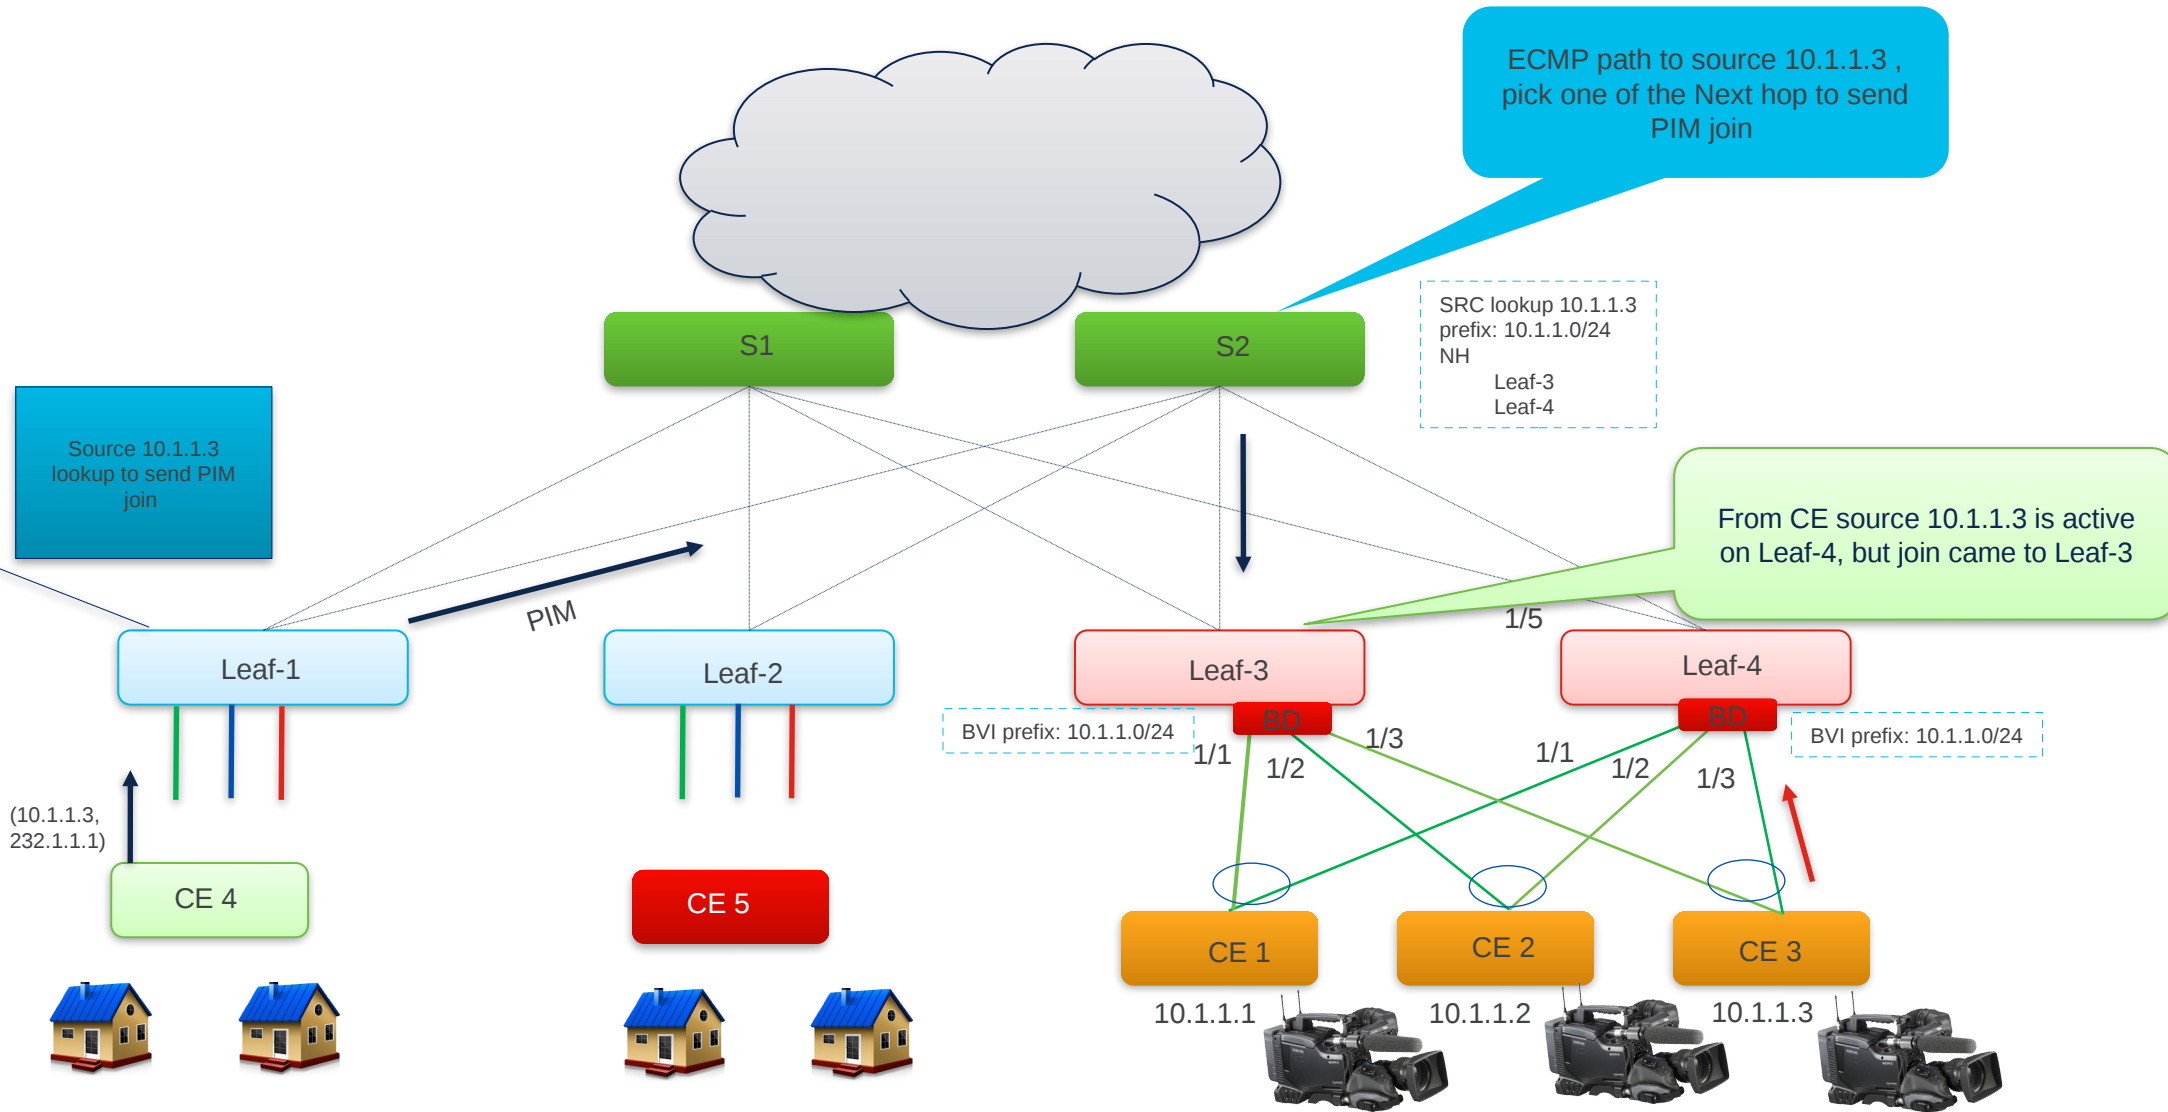 ECMP path to source 10.1.1.3 ,
pick one of the Next hop to send
PIM join
S1
S2
SRC lookup 10.1.1.3
prefix: 10.1.1.0/24
NH
Leaf-3
Leaf-4
Source 10.1.1.3
lookup to send PIM
join
From CE source 10.1.1.3 is active
on Leaf-4, but join came to Leaf-3
PIM
1/5
Leaf-1
Leaf-2
Leaf-3
Leaf-4
BD
BD
BVI prefix: 10.1.1.0/24
BVI prefix: 10.1.1.0/24
1/1
1/2
1/3
1/1
1/2
1/3
(10.1.1.3,
232.1.1.1)
CE 4
CE 5
CE 1
CE 2
CE 3
10.1.1.1
10.1.1.2
10.1.1.3